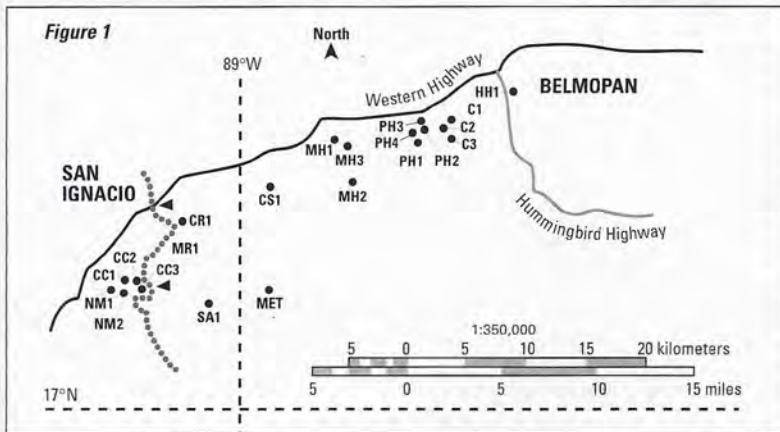 Figure 1
North
89°W
Western Highway
BELMOPAN
HH1
C1
PH3
C2
PH4
C3
MH1
MH3
PH1
PH2
SAN
IGNACIO
CS1
MH2
Hummingbird Highway
CR1
MR1
CC2
CC3
CC1
NM1
SA1
MET
NM2
1:350,000
5 0 5 10 15 20 kilometers
5 0 5 10 15 miles
17°N